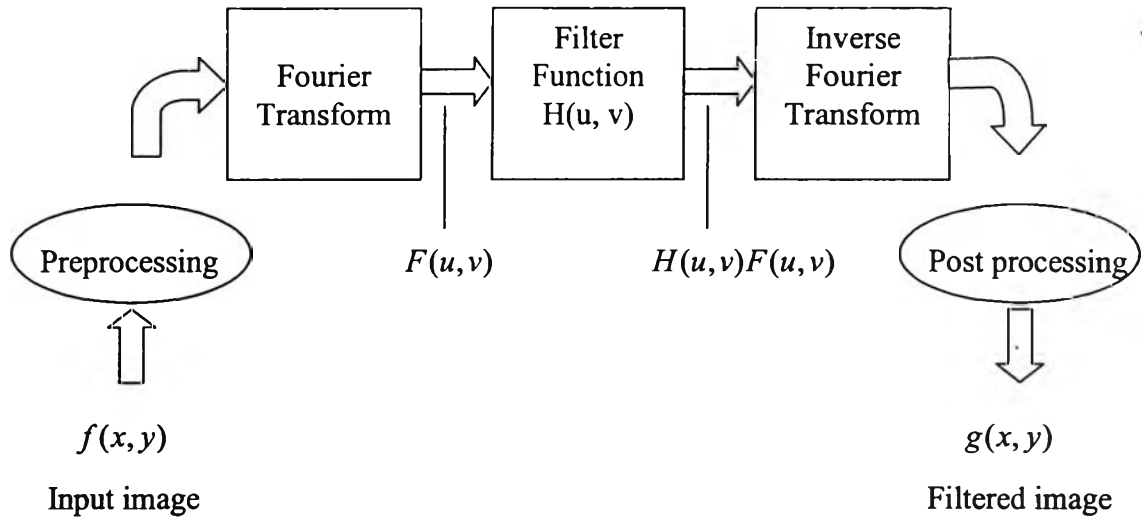 Fourier
Transform
Filter
Function
H(u, v)
Inverse
Fourier
Transform
Preprocessing
F(u,v)
H(u,v)F(u,v)
Post processing
f(x,y)
g(x,y)
Input image
Filtered image